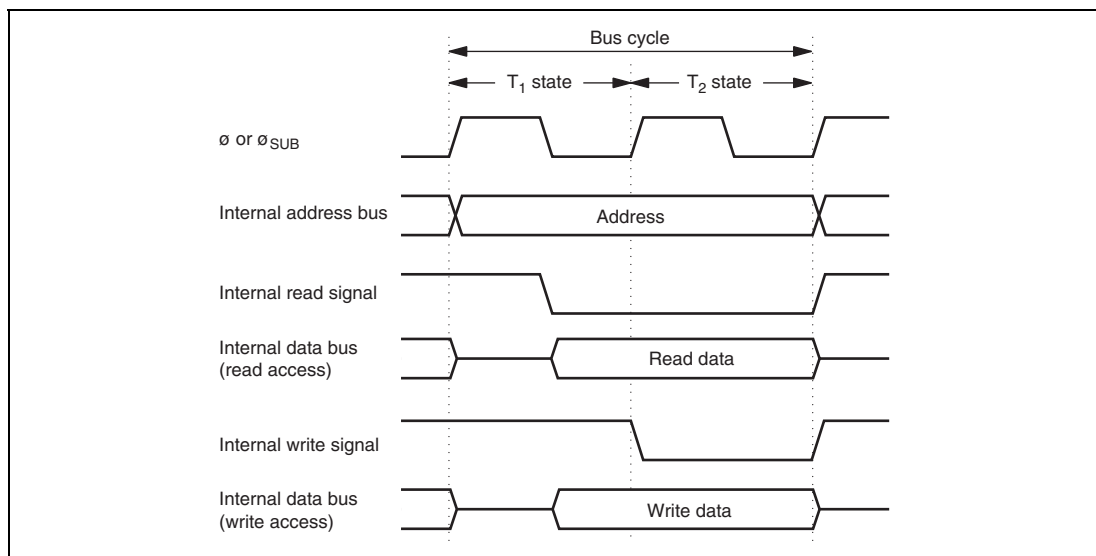 Bus cycle
T₁ state
T₂ state
ø or øSUB
Internal address bus
Address
Internal read signal
Internal data bus
(read access)
Read data
Internal write signal
Internal data bus
(write access)
Write data